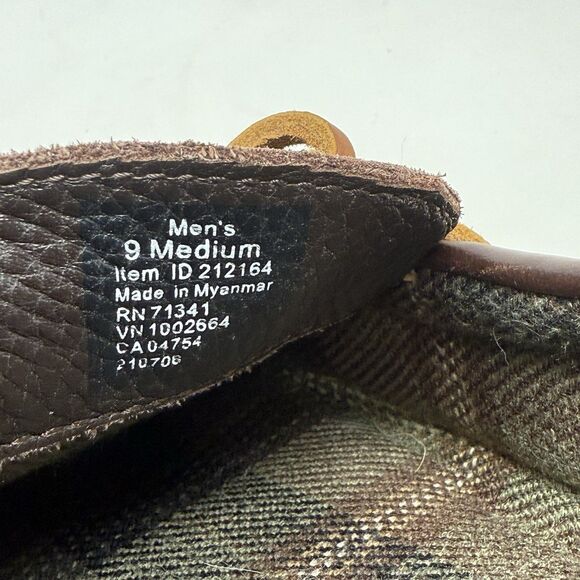 Men's
9 Medium
Item ID 212164
Made in Myanmar
RN 71341
VN 1002664
CA 04754
210706